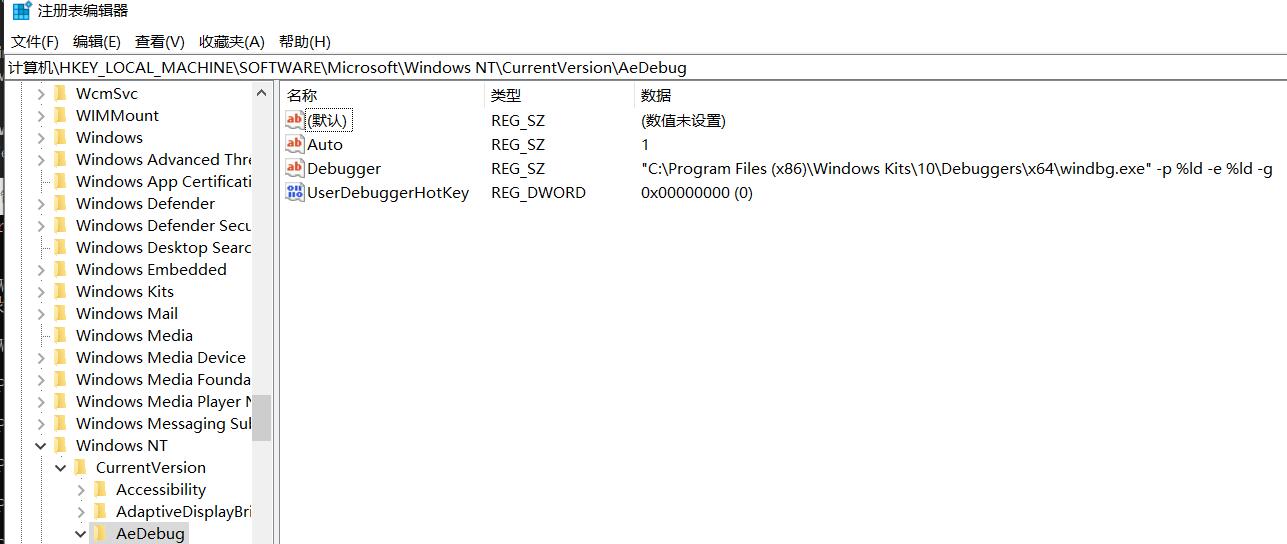 注册表编辑器
文件(F) 编辑(E) 查看(V) 收藏夹(A) 帮助(H)
计算机\HKEY_LOCAL_MACHINE\SOFTWARE\Microsoft\Windows NT\CurrentVersion\AeDebug
WcmSvc
WIMMount
Windows
Windows Advanced Thre
Windows App Certificati
Windows Defender
Windows Defender Secu
Windows Desktop Searc
Windows Embedded
Windows Kits
Windows Mail
Windows Media
Windows Media Device
Windows Media Founda
Windows Media Player N
Windows Messaging Sul
Windows NT
CurrentVersion
Accessibility
AdaptiveDisplayBri
AeDebug
名称 类型 数据
(默认) REG_SZ (数值未设置)
Auto REG_SZ 1
Debugger REG_SZ "C:\Program Files (x86)\Windows Kits\10\Debuggers\x64\windbg.exe" -p %ld -e %ld -g
UserDebuggerHotKey REG_DWORD 0x00000000 (0)